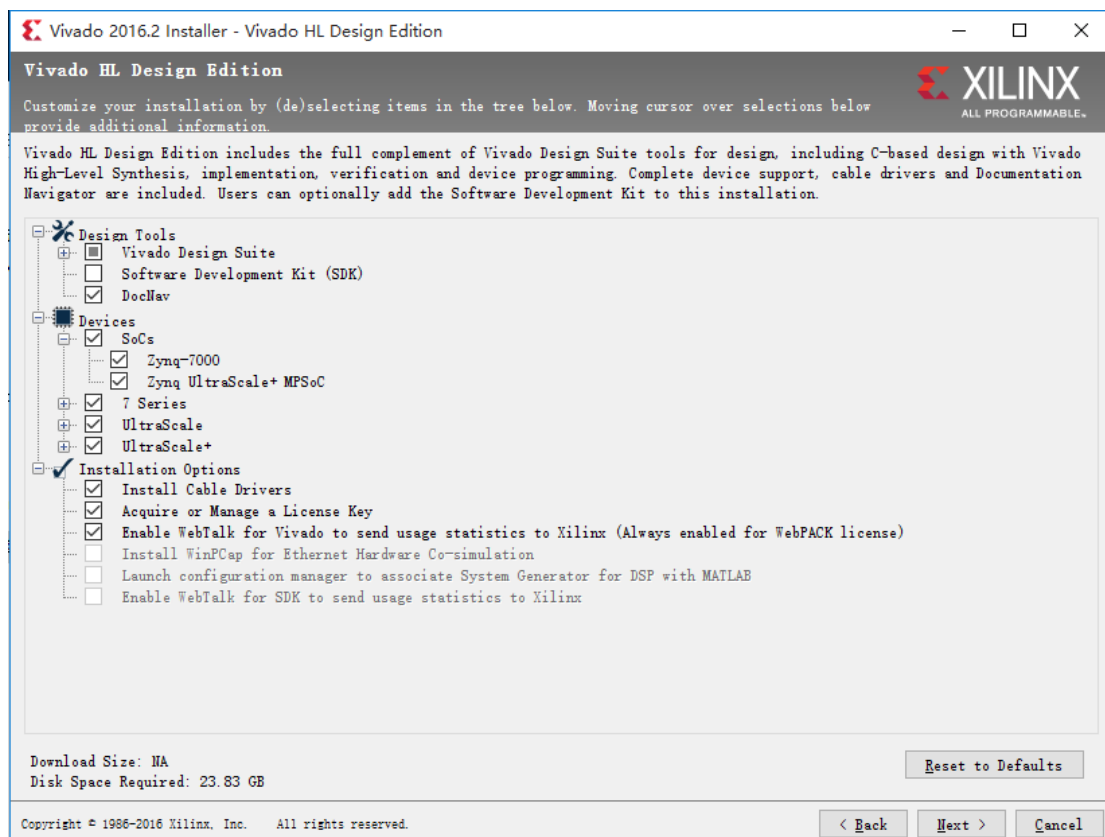 Vivado 2016.2 Installer - Vivado HL Design Edition
Vivado HL Design Edition
Customize your installation by (de)selecting items in the tree below. Moving cursor over selections below
provide additional information.
XILINX
ALL PROGRAMMABLE™
Vivado HL Design Edition includes the full complement of Vivado Design Suite tools for design, including C-based design with Vivado
High-Level Synthesis, implementation, verification and device programming. Complete device support, cable drivers and Documentation
Navigator are included. Users can optionally add the Software Development Kit to this installation.
Design Tools
Vivado Design Suite
Software Development Kit (SDK)
DocNav
Devices
SoCs
Zynq-7000
Zynq UltraScale+ MPSoC
7 Series
UltraScale
UltraScale+
Installation Options
Install Cable Drivers
Acquire or Manage a License Key
Enable WebTalk for Vivado to send usage statistics to Xilinx (Always enabled for WebPACK license)
Install WinPCap for Ethernet Hardware Co-simulation
Launch configuration manager to associate System Generator for DSP with MATLAB
Enable WebTalk for SDK to send usage statistics to Xilinx
Download Size: NA
Disk Space Required: 23.83 GB
Reset to Defaults
Copyright © 1986-2016 Xilinx, Inc. All rights reserved.
< Back
Next >
Cancel